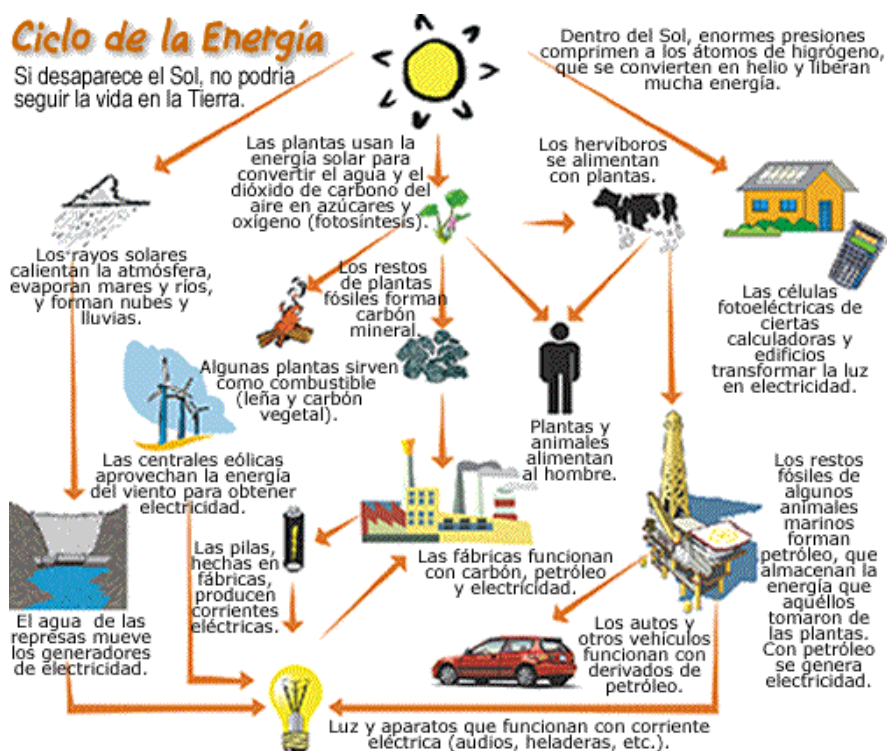 Ciclo de la Energía
Si desaparece el Sol, no podría
seguir la vida en la Tierra.
Dentro del Sol, enormes presiones
comprimen a los átomos de higrógeno,
que se convierten en helio y liberan
mucha energía.
Las plantas usan la
energía solar para
convertir el agua y el
dióxido de carbono del
aire en azúcares y
oxígeno (fotosíntesis).
Los hervíboros
se alimentan
con plantas.
Los rayos solares
calientan la atmósfera,
evaporan mares y ríos,
y forman nubes y
lluvias.
Los restos
de plantas
fósiles forman
carbón
mineral.
Las células
fotoeléctricas de
ciertas
calculadoras y
edificios
transformar la luz
en electricidad.
Algunas plantas sirven
como combustible
(leña y carbón
vegetal).
Plantas y
animales
alimentan
al hombre.
Las centrales eólicas
aprovechan la energía
del viento para obtener
electricidad.
Los restos
fósiles de
algunos
animales
marinos
forman
petróleo, que
almacenan la
energía que
aquéllos
tomaron de
las plantas.
Con petróleo
se genera
electricidad.
Las pilas,
hechas en
fábricas,
producen
corrientes
eléctricas.
Las fábricas funcionan
con carbón, petróleo
y electricidad.
El agua de las
represas mueve
los generadores
de electricidad.
Los autos y
otros vehículos
funcionan con
derivados de
petróleo.
Luz y aparatos que funcionan con corriente
eléctrica (audios, heladeras, etc.).